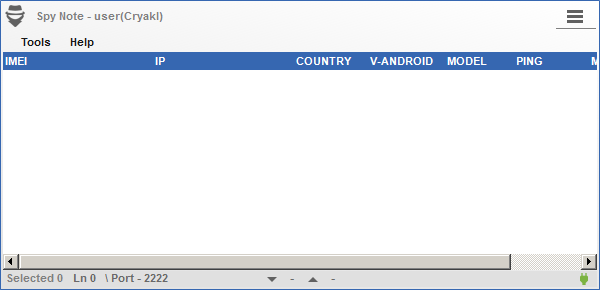 Spy Note - user(Cryakl)
Tools Help
IMEI IP COUNTRY V-ANDROID MODEL PING M
Selected 0 Ln 0 \ Port - 2222 - -